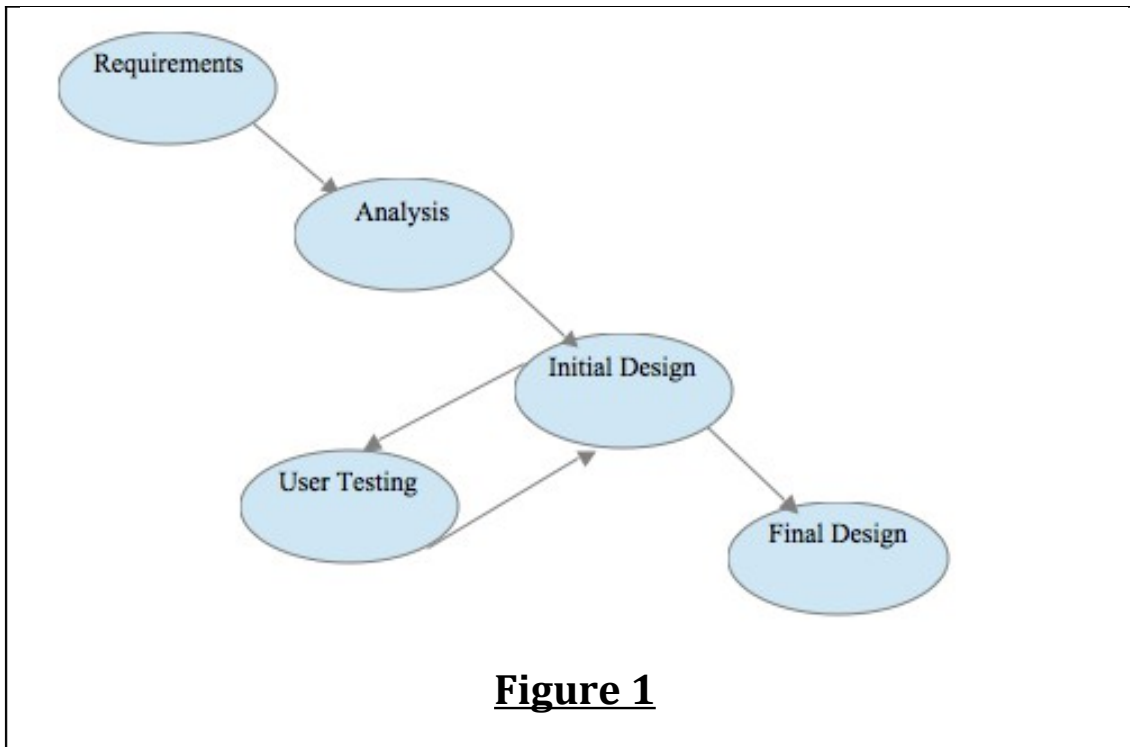 Requirements
Analysis
Initial Design
User Testing
Final Design
Figure 1